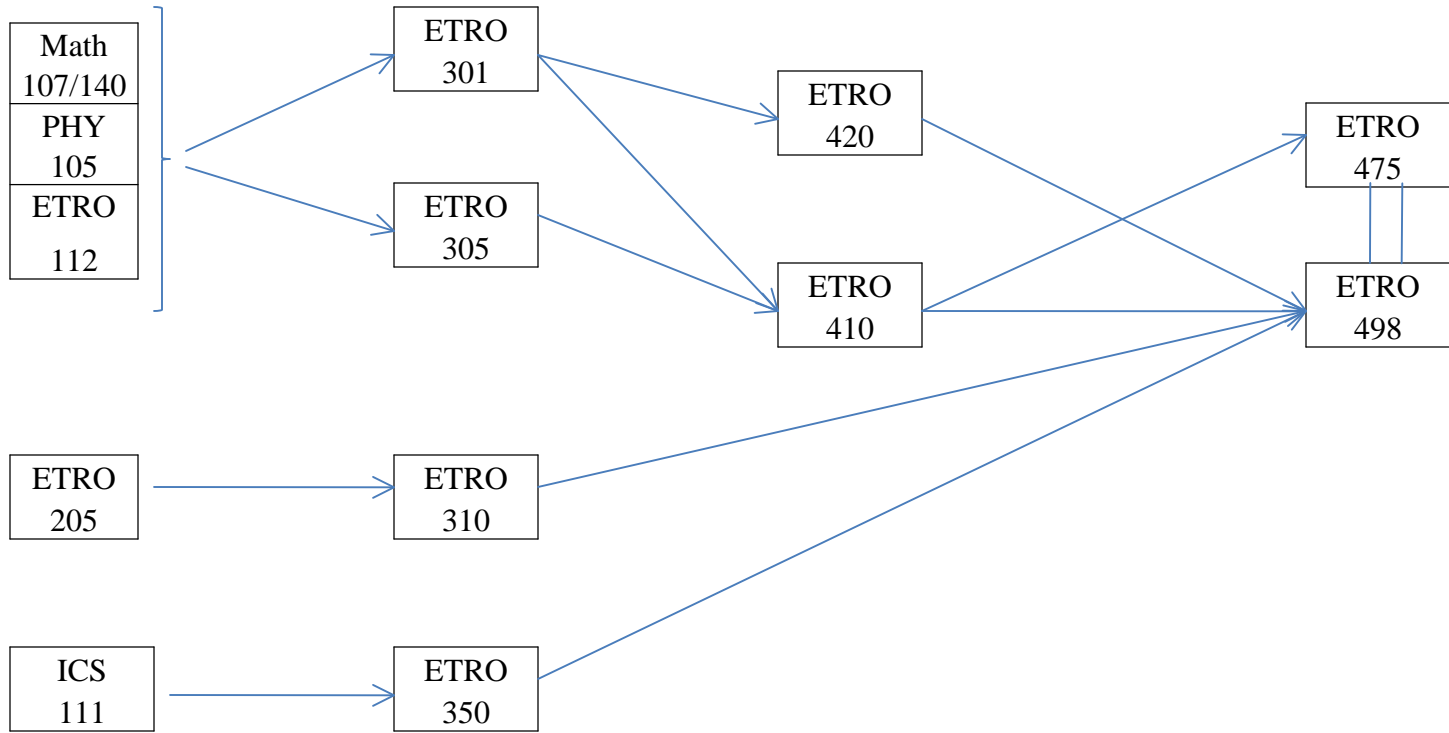 Math
107/140
PHY
105
ETRO
112
ETRO
301
ETRO
305
ETRO
420
ETRO
410
ETRO
475
ETRO
498
ETRO
205
ETRO
310
ICS
111
ETRO
350